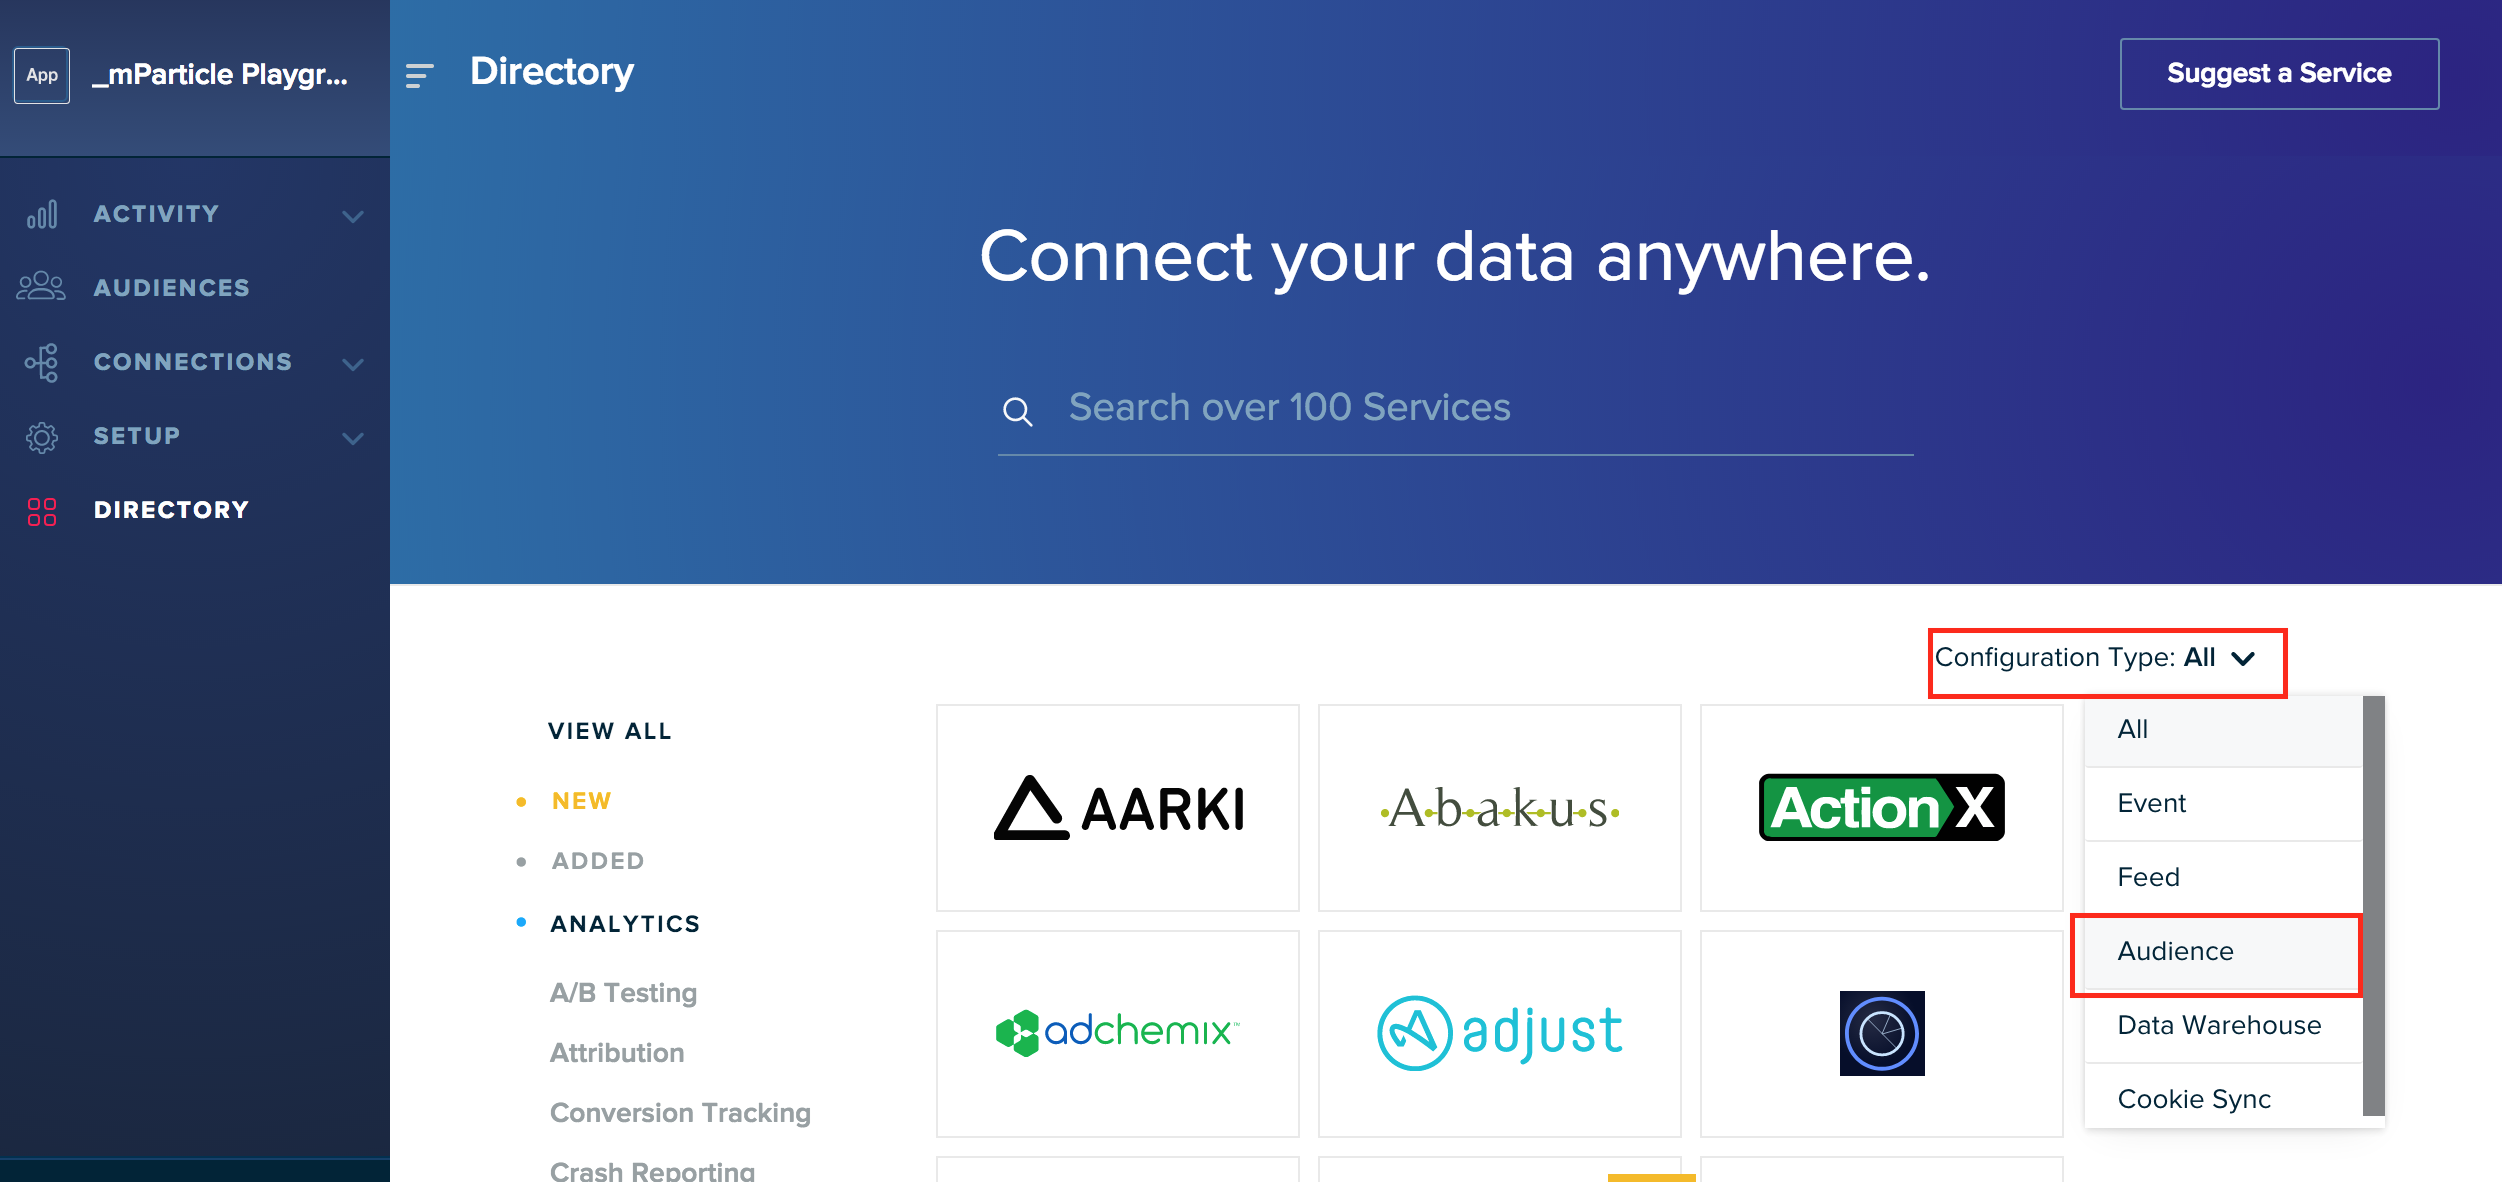 App
_mParticle Playgr...
Directory
Suggest a Service
ACTIVITY
AUDIENCES
CONNECTIONS
SETUP
DIRECTORY
Connect your data anywhere.
Search over 100 Services
Configuration Type: All
All
Event
Feed
Audience
Data Warehouse
Cookie Sync
VIEW ALL
NEW
ADDED
ANALYTICS
A/B Testing
Attribution
Conversion Tracking
Crash Reporting
AARKI
Abakus
ActionX
adchemix™
adjust